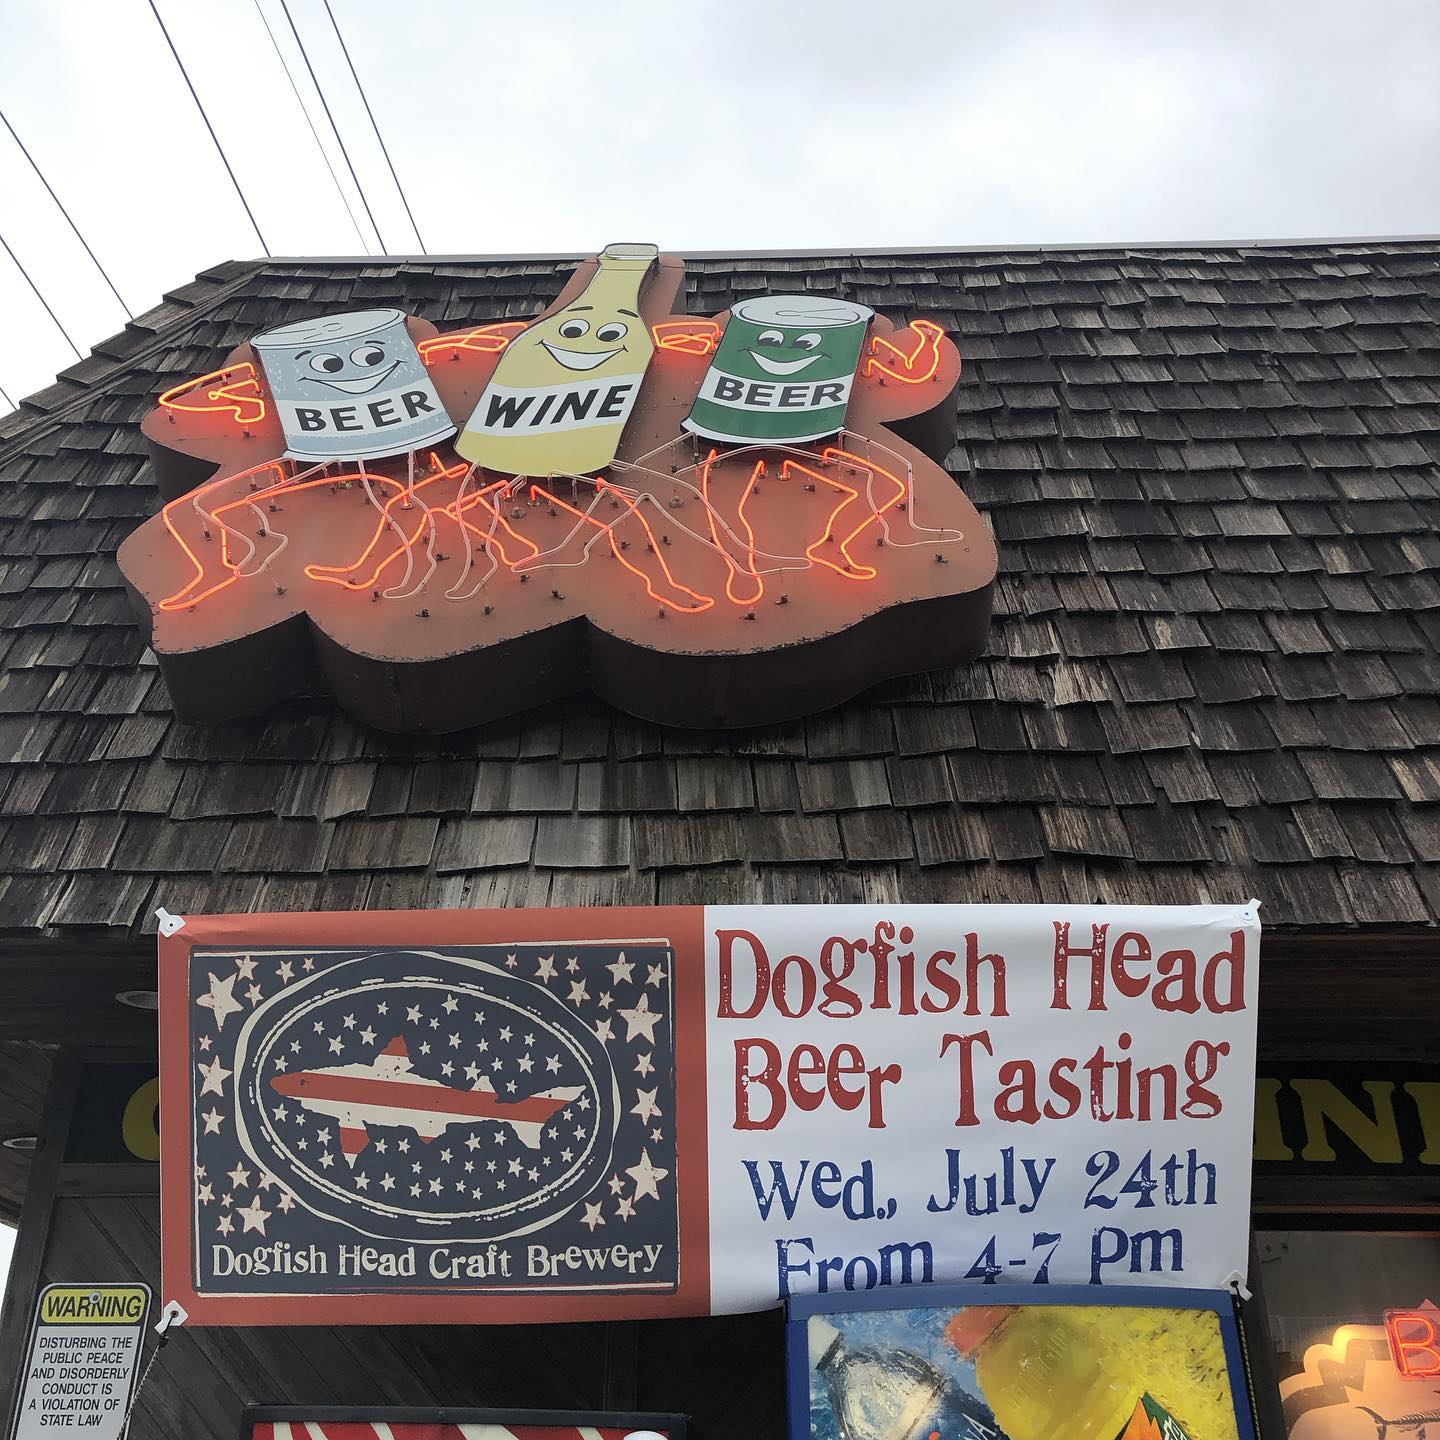 BEER
WINE
BEER
Dogfish Head
Beer Tasting
Wed., July 24th
From 4-7 Pm
Dogfish Head Craft Brewery
WARNING
DISTURBING THE
PUBLIC PEACE
AND DISORDERLY
CONDUCT IS
A VIOLATION OF
STATE LAW